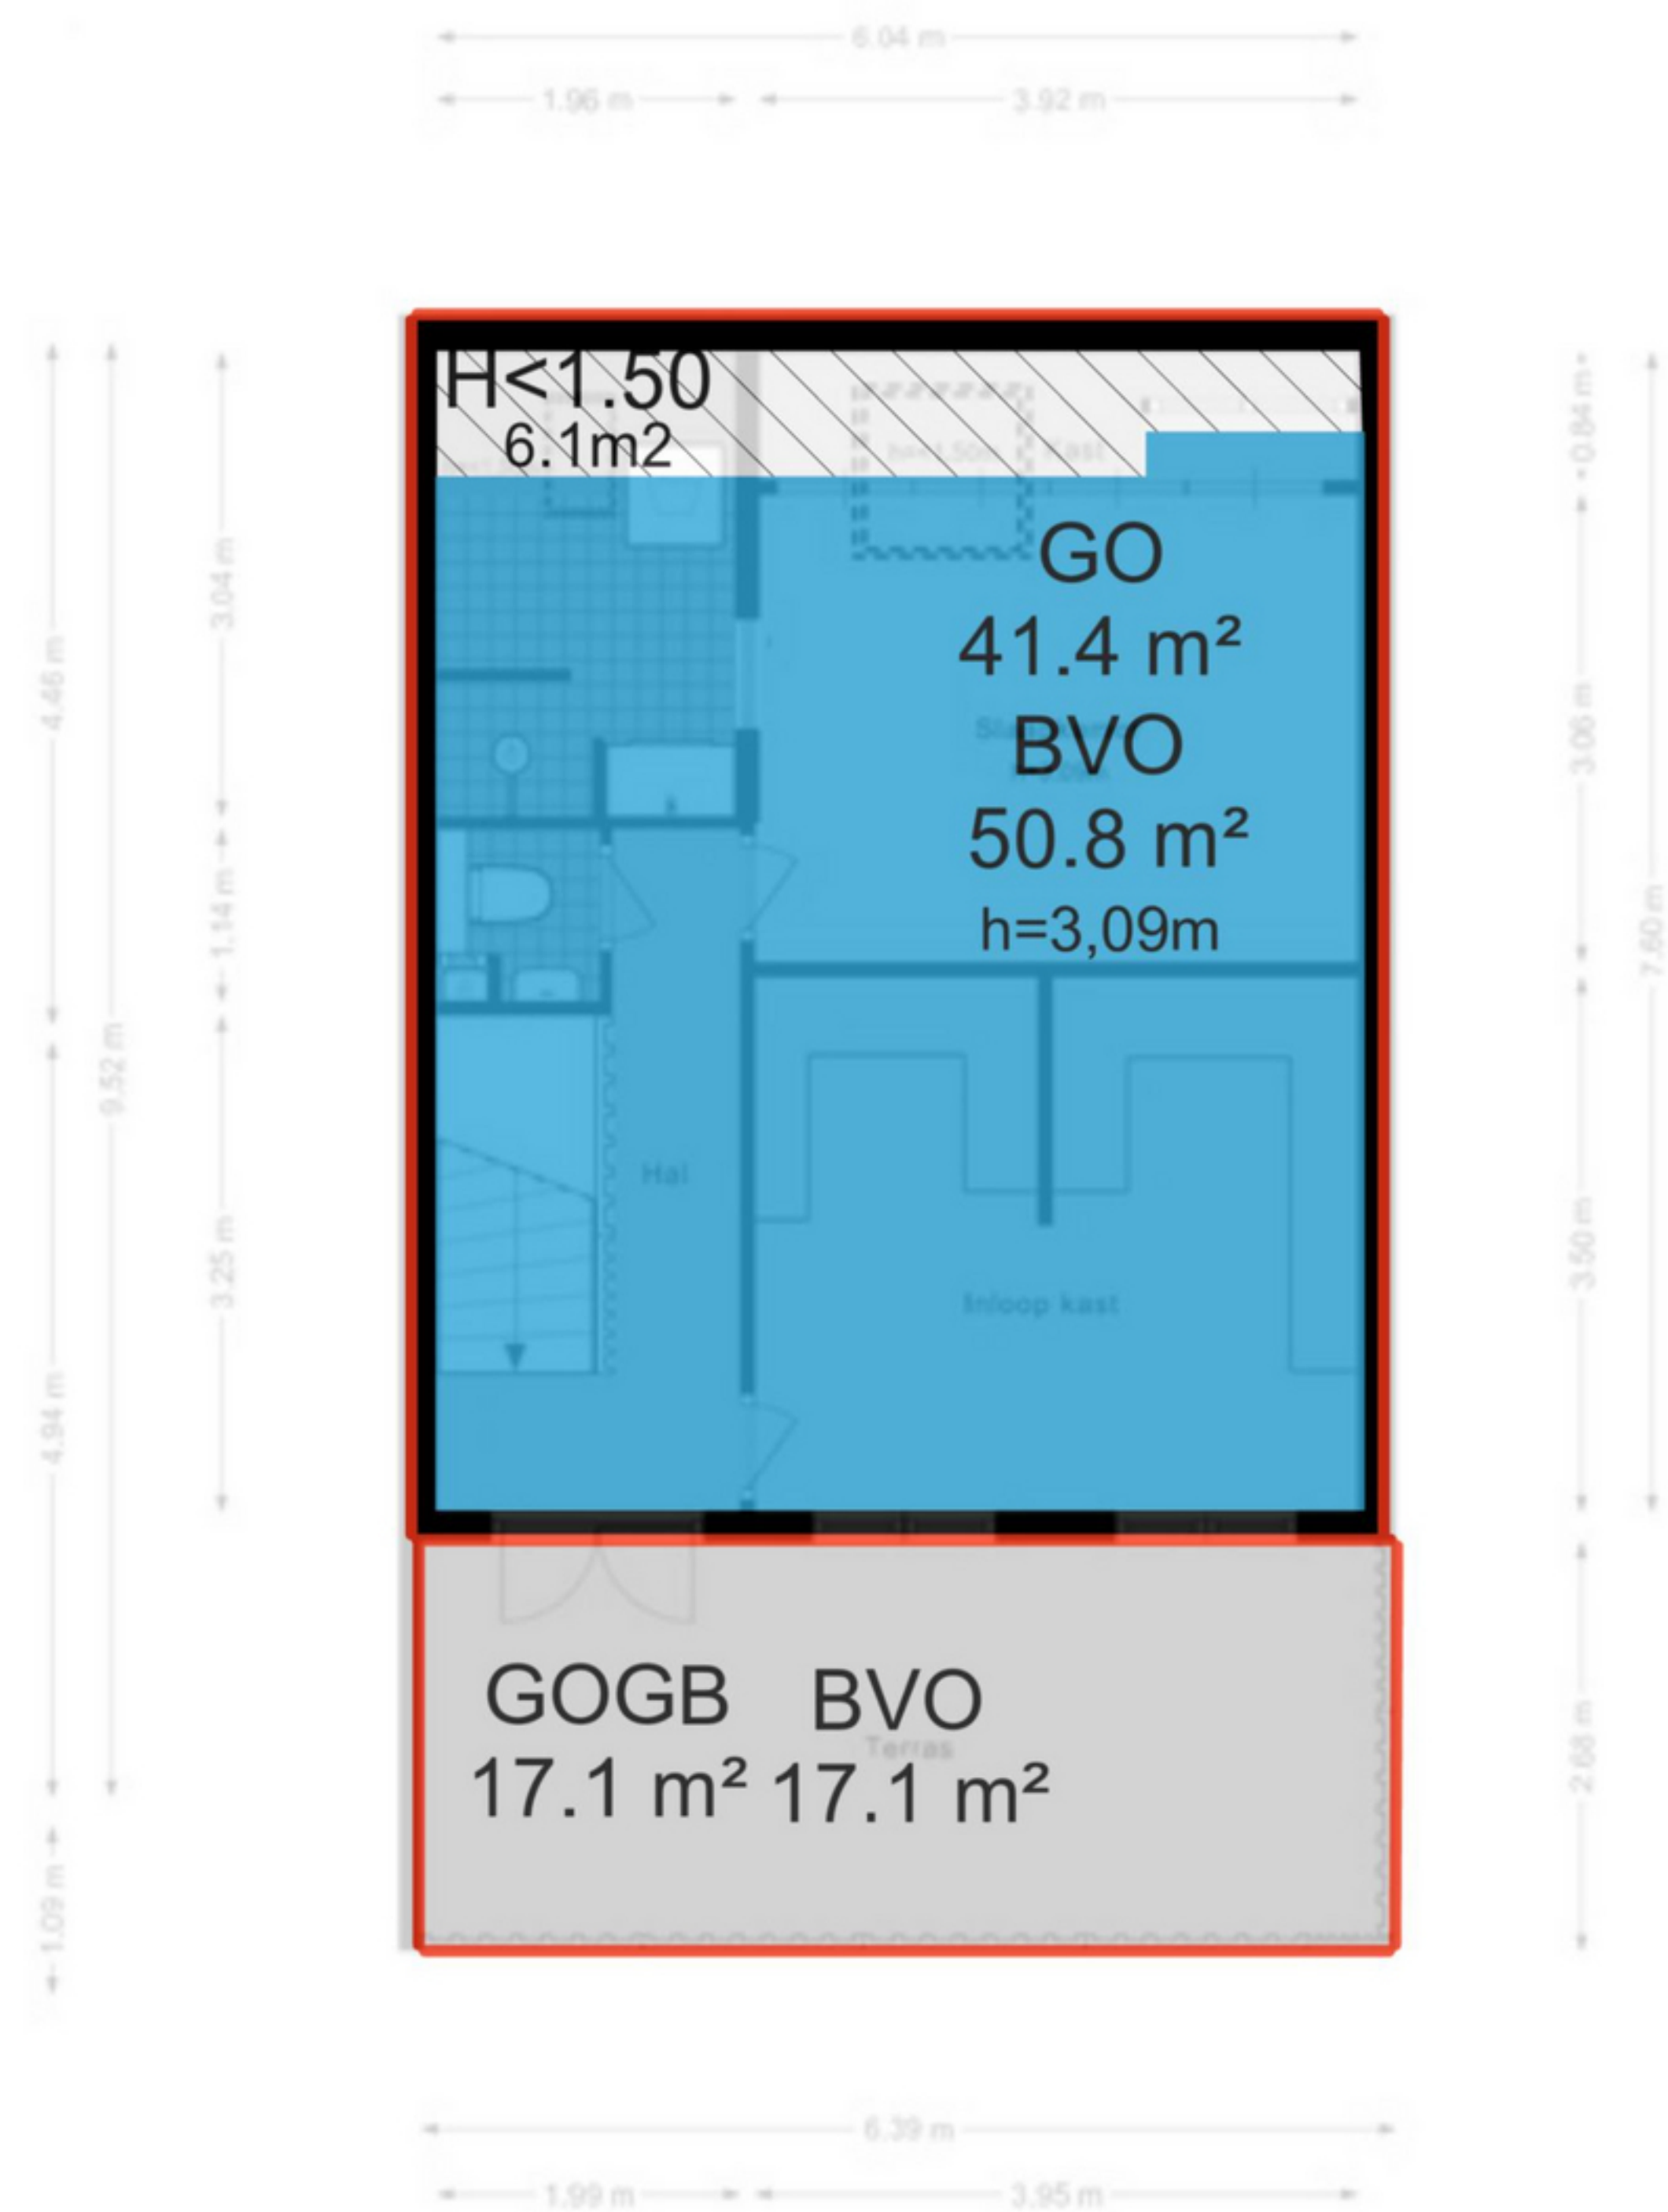 6.04 m
1.96 m
3.92 m
H<1.50
6.1m2
h=<1.50m
Kast
GO
41.4 m²
BVO
50.8 m²
h=3,09m
Hal
Inloop kast
GOGB
BVO
Terras
17.1 m²
17.1 m²
4.46 m
4.94 m
1.09 m
9.52 m
3.04 m
1.14 m
3.25 m
0.84 m
3.06 m
3.50 m
2.68 m
7.60 m
6.39 m
1.99 m
3.95 m